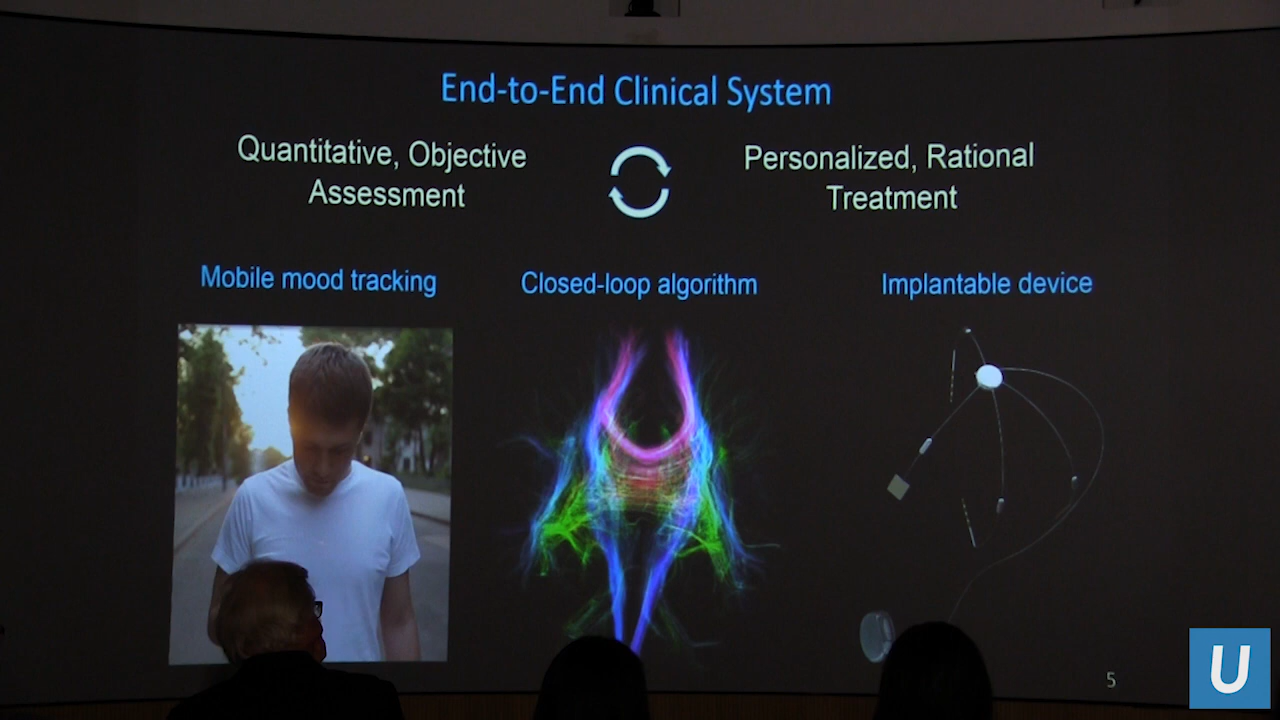 End-to-End Clinical System
Quantitative, Objective
Assessment
Personalized, Rational
Treatment
Mobile mood tracking
Closed-loop algorithm
Implantable device
5
U